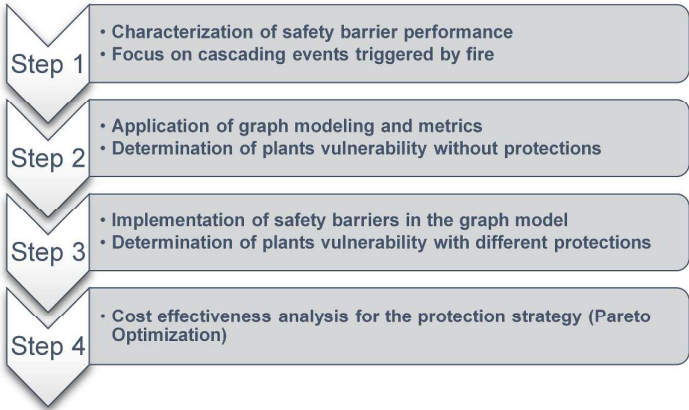 Step 1
• Characterization of safety barrier performance
• Focus on cascading events triggered by fire
Step 2
• Application of graph modeling and metrics
• Determination of plants vulnerability without protections
Step 3
• Implementation of safety barriers in the graph model
• Determination of plants vulnerability with different protections
Step 4
• Cost effectiveness analysis for the protection strategy (Pareto
Optimization)